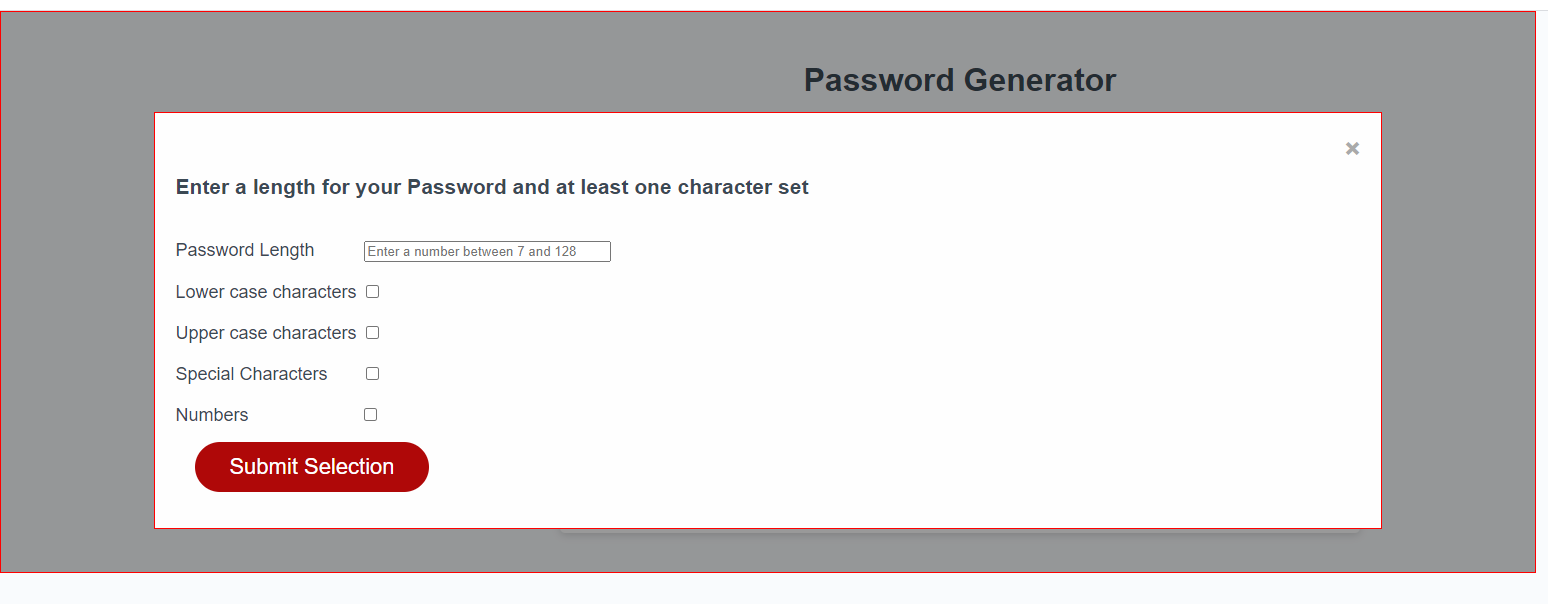 Password Generator
×
Enter a length for your Password and at least one character set
Password Length Enter a number between 7 and 128
Lower case characters
Upper case characters
Special Characters
Numbers
Submit Selection